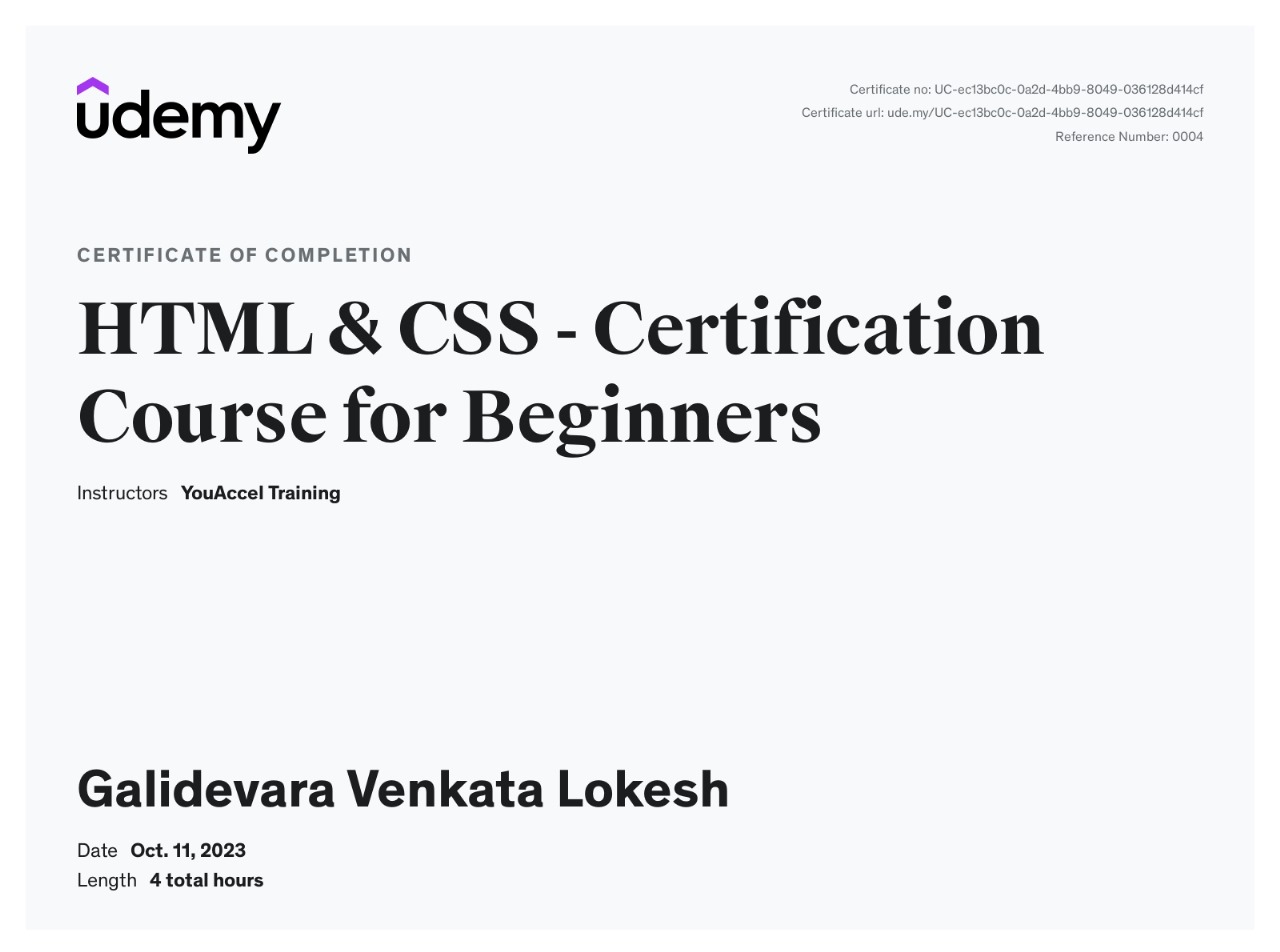 udemy
Certificate no: UC-ec13bc0c-0a2d-4bb9-8049-036128d414cf
Certificate url: ude.my/UC-ec13bc0c-0a2d-4bb9-8049-036128d414cf
Reference Number: 0004
CERTIFICATE OF COMPLETION
HTML & CSS - Certification
Course for Beginners
Instructors YouAccel Training
Galidevara Venkata Lokesh
Date Oct. 11, 2023
Length 4 total hours